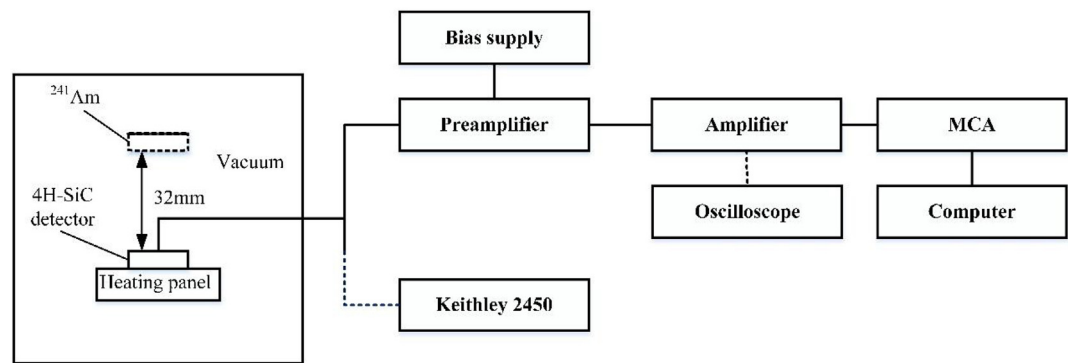 Bias supply
²⁴¹Am
Preamplifier
Amplifier
MCA
Vacuum
4H-SiC
detector
32mm
Oscilloscope
Computer
Heating panel
Keithley 2450